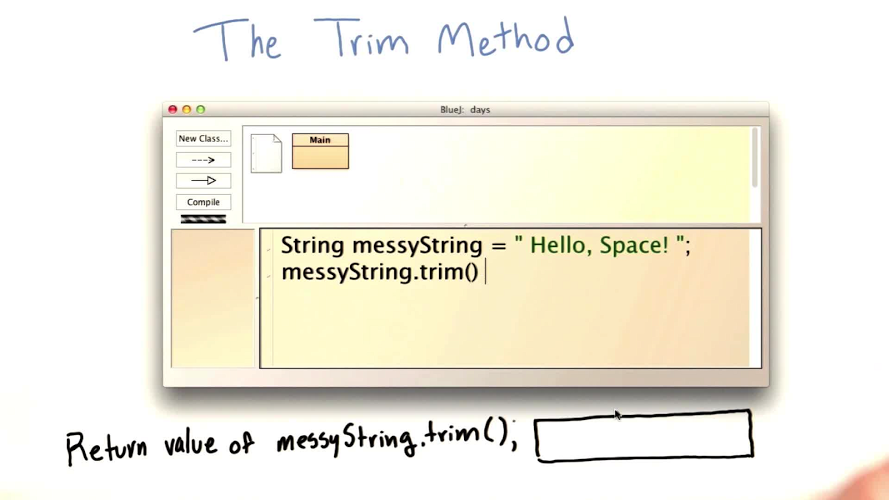 The Trim Method
BlueJ: days
New Class...
Main
Compile
String messyString = " Hello, Space! ";
messyString.trim()
Return value of messyString.trim();